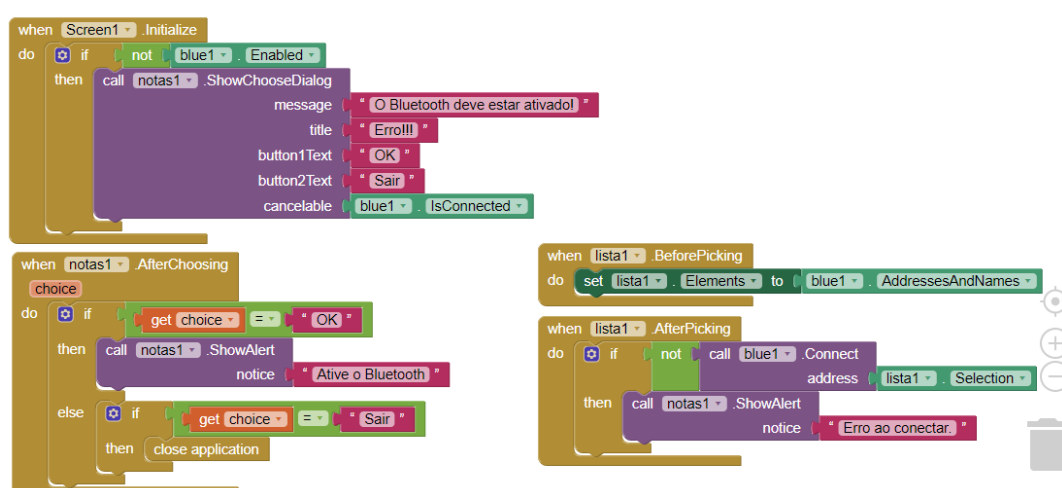 when Screen1 .Initialize
do if not blue1 . Enabled
then call notas1 .ShowChooseDialog
message " O Bluetooth deve estar ativado! "
title " Erro!!! "
button1Text " OK "
button2Text " Sair "
cancelable blue1 . IsConnected
when notas1 .AfterChoosing
choice
do if get choice = " OK "
then call notas1 .ShowAlert
notice " Ative o Bluetooth "
else if get choice = " Sair "
then close application
when lista1 .BeforePicking
do set lista1 . Elements to blue1 . AddressesAndNames
when lista1 .AfterPicking
do if not call blue1 .Connect
address lista1 . Selection
then call notas1 .ShowAlert
notice " Erro ao conectar. "